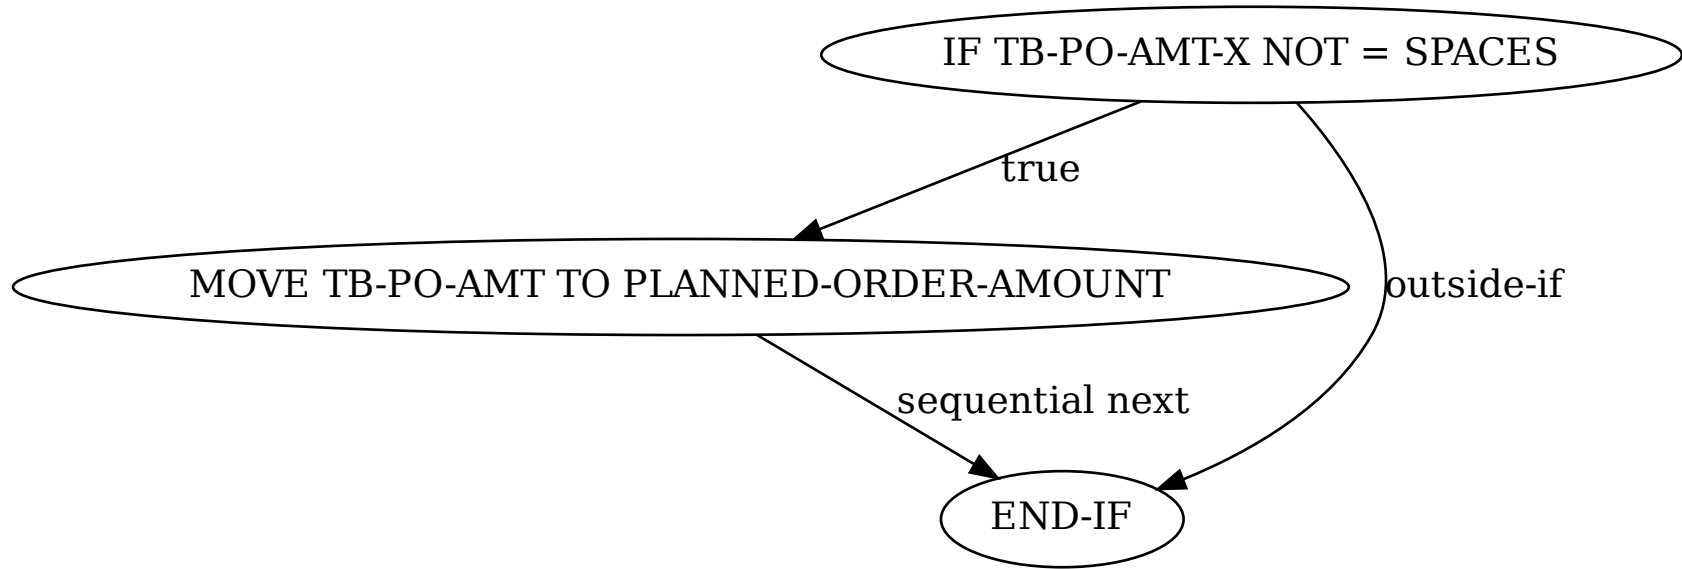 IF TB-PO-AMT-X NOT = SPACES
true
MOVE TB-PO-AMT TO PLANNED-ORDER-AMOUNT
outside-if
sequential next
END-IF